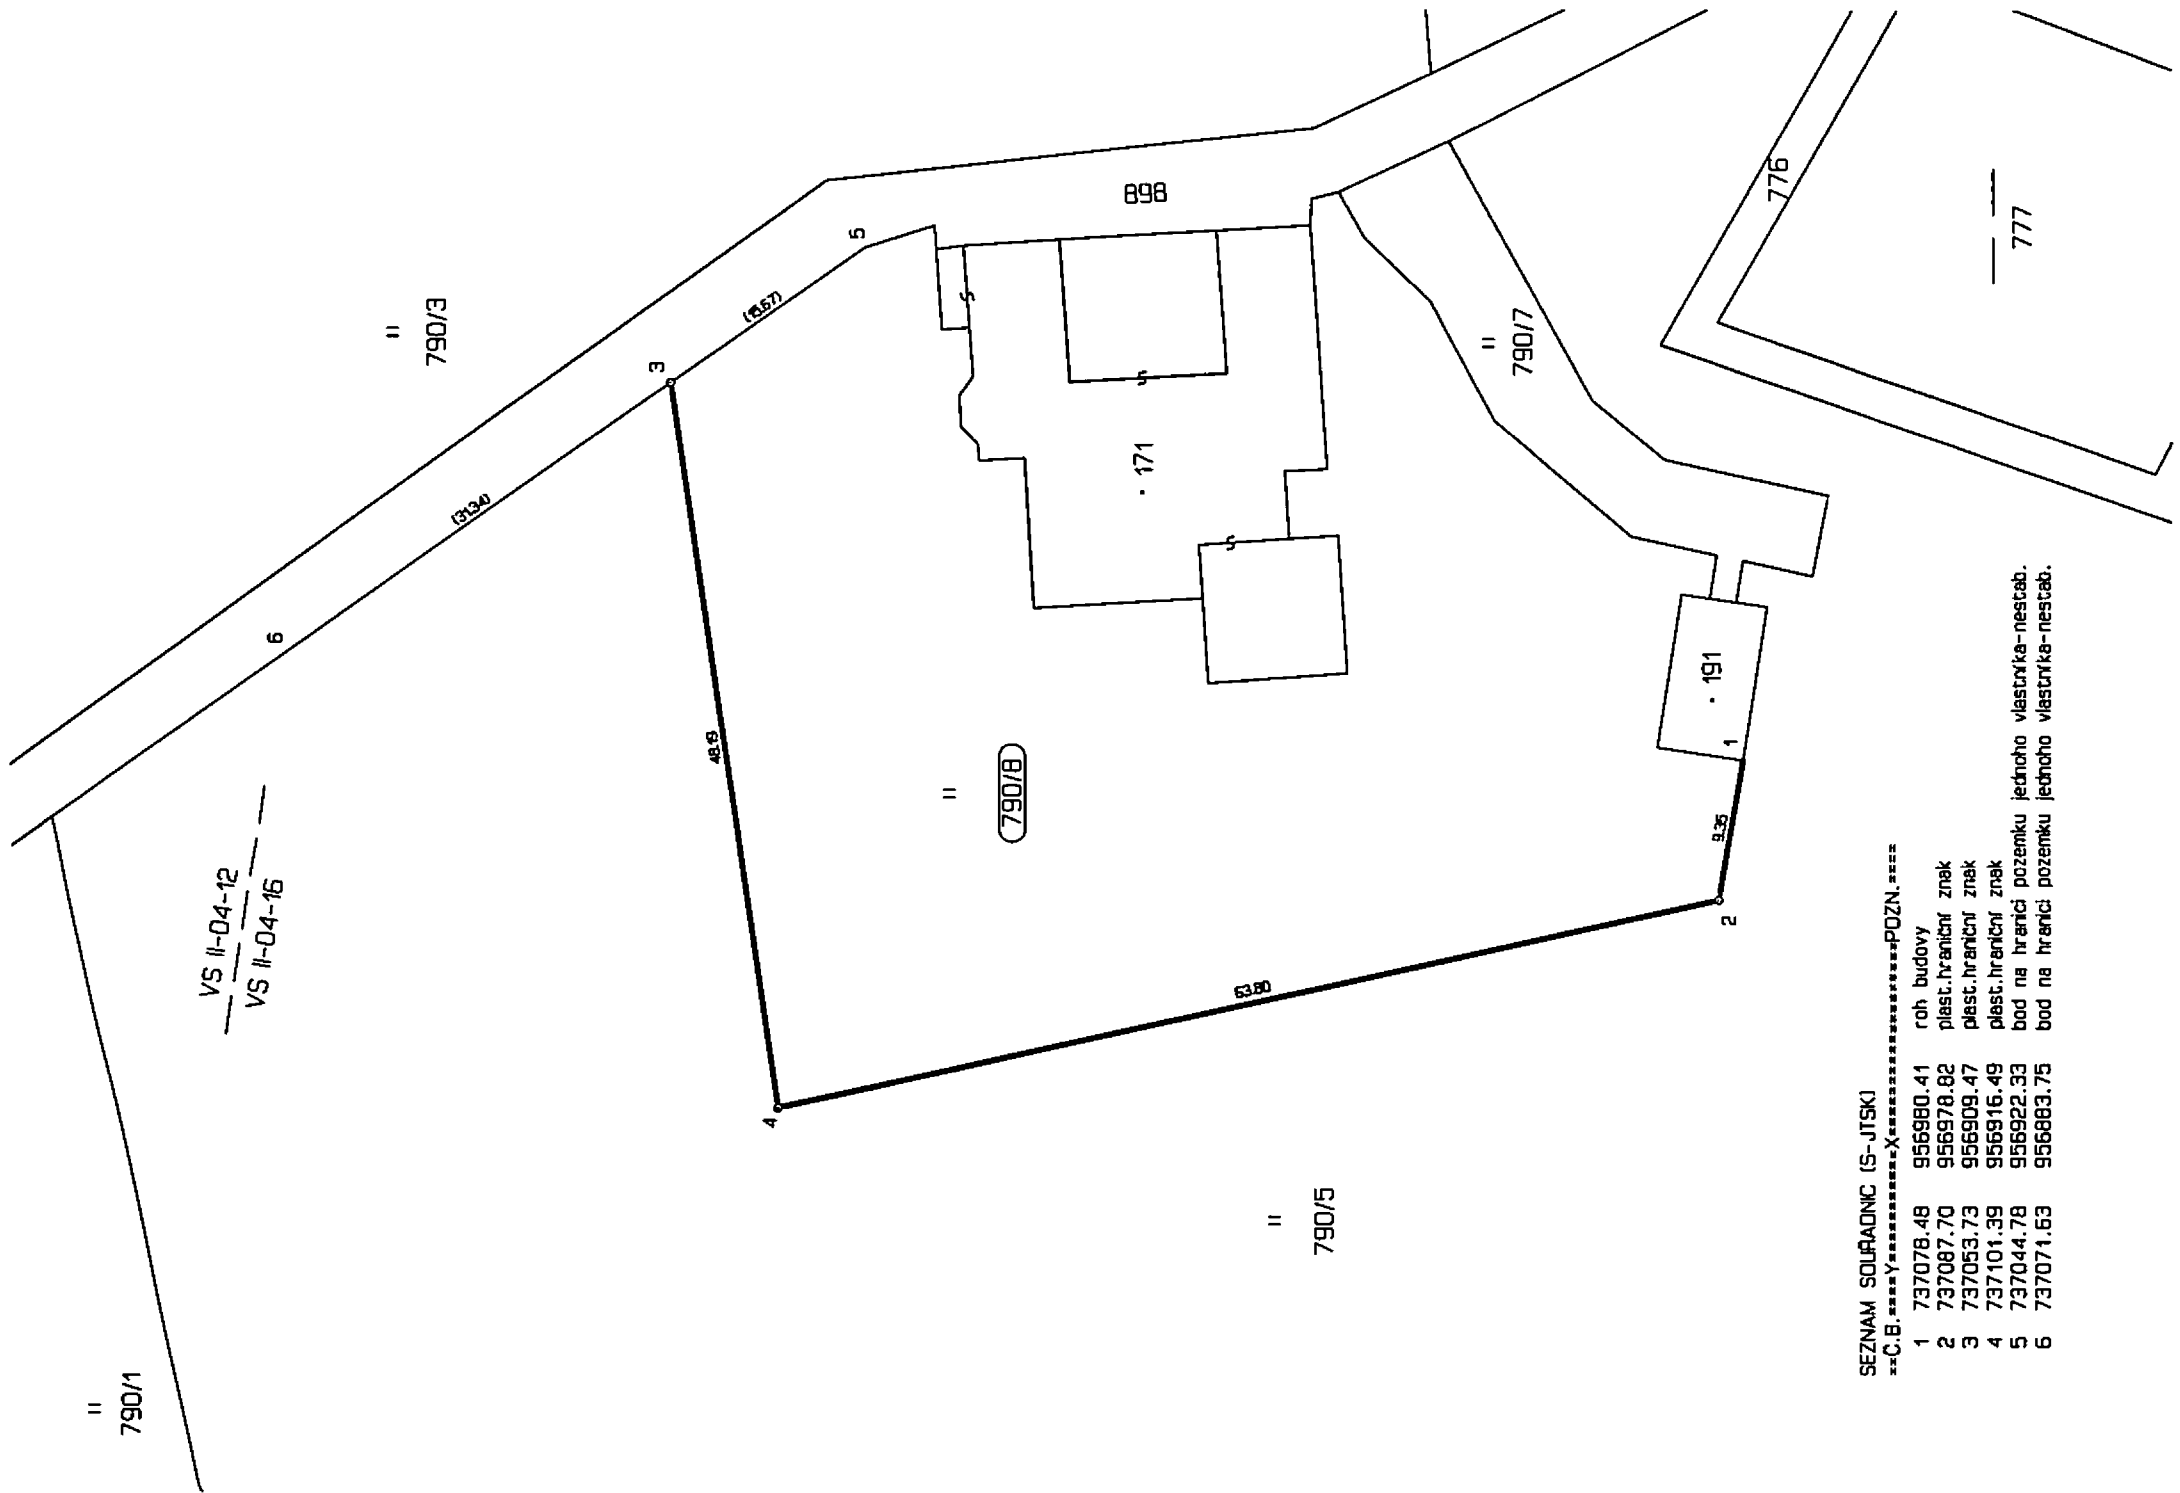 790/1
VS II-04-12
VS II-04-16
6
(31.34)
790/3
3
(15.67)
5
898
48.19
790/8
171
4
63.80
790/5
2
9.35
1
191
790/7
776
777
SEZNAM SOUŘADNIC (S-JTSK)
==Č.B.=====Y===========X====================POZN.====
1 737078.48 956980.41 roh budovy
2 737087.70 956978.82 plast.hraniční znak
3 737053.73 956909.47 plast.hraniční znak
4 737101.39 956916.49 plast.hraniční znak
5 737044.78 956922.33 bod na hranici pozemku jednoho vlastníka-nestab.
6 737071.63 956883.75 bod na hranici pozemku jednoho vlastníka-nestab.